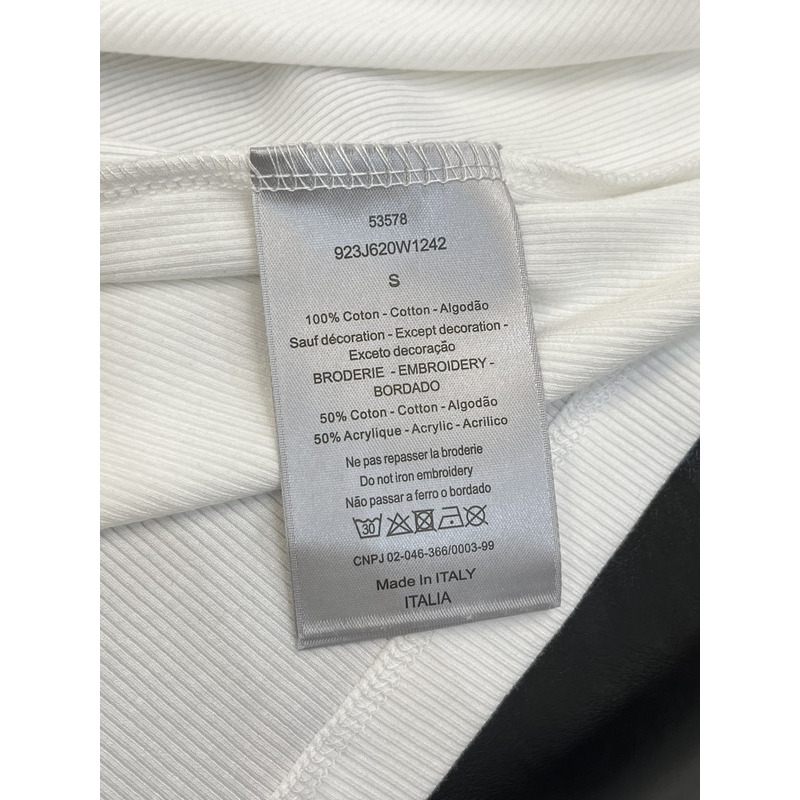 53578
923J620W1242
S
100% Coton - Cotton - Algodão
Sauf décoration - Except decoration -
Exceto decoração
BRODERIE - EMBROIDERY -
BORDADO
50% Coton - Cotton - Algodão
50% Acrylique - Acrylic - Acrilico
Ne pas repasser la broderie
Do not iron embroidery
Não passar a ferro o bordado
30
CNPJ 02-046-366/0003-99
Made In ITALY
ITALIA